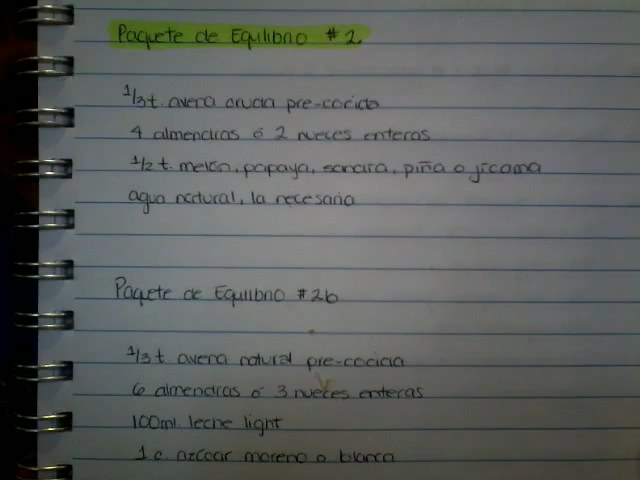 Paquete de Equilibrio # 2.
1/3 t. avena cruda pre-cocida
4 almendras ó 2 nueces enteras
1/2 t. melón, papaya, sandía, piña o jícama
agua natural, la necesaria
Paquete de Equilibrio # 2b
1/3 t. avena natural pre-cocida
6 almendras ó 3 nueces enteras
100ml. leche light
1 c. azúcar moreno o blanca